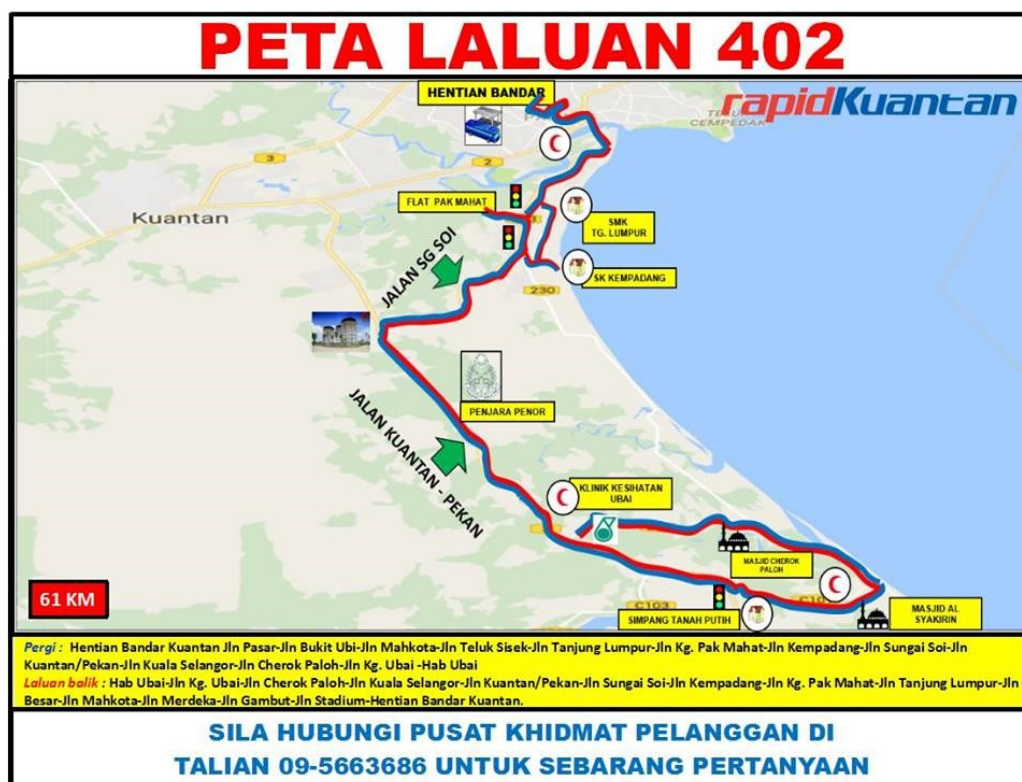 PETA LALUAN 402
HENTIAN BANDAR
rapidKuantan
CEMPEDAK
3
2
Kuantan
FLAT PAK MAHAT
SMK
TG. LUMPUR
JALAN SG SOI
SK KEMPADANG
230
PENJARA PENOR
JALAN KUANTAN - PEKAN
KLINIK KESIHATAN
UBAI
MASJID CHEROK
PALOH
61 KM
C103
SIMPANG TANAH PUTIH
MASJID AL
SYAKIRIN
Pergi : Hentian Bandar Kuantan Jln Pasar-Jln Bukit Ubi-Jln Mahkota-Jln Teluk Sisek-Jln Tanjung Lumpur-Jln Kg. Pak Mahat-Jln Kempadang-Jln Sungai Soi-Jln
Kuantan/Pekan-Jln Kuala Selangor-Jln Cherok Paloh-Jln Kg. Ubai -Hab Ubai
Laluan balik : Hab Ubai-Jln Kg. Ubai-Jln Cherok Paloh-Jln Kuala Selangor-Jln Kuantan/Pekan-Jln Sungai Soi-Jln Kempadang-Jln Kg. Pak Mahat-Jln Tanjung Lumpur-Jln
Besar-Jln Mahkota-Jln Merdeka-Jln Gambut-Jln Stadium-Hentian Bandar Kuantan.
SILA HUBUNGI PUSAT KHIDMAT PELANGGAN DI
TALIAN 09-5663686 UNTUK SEBARANG PERTANYAAN